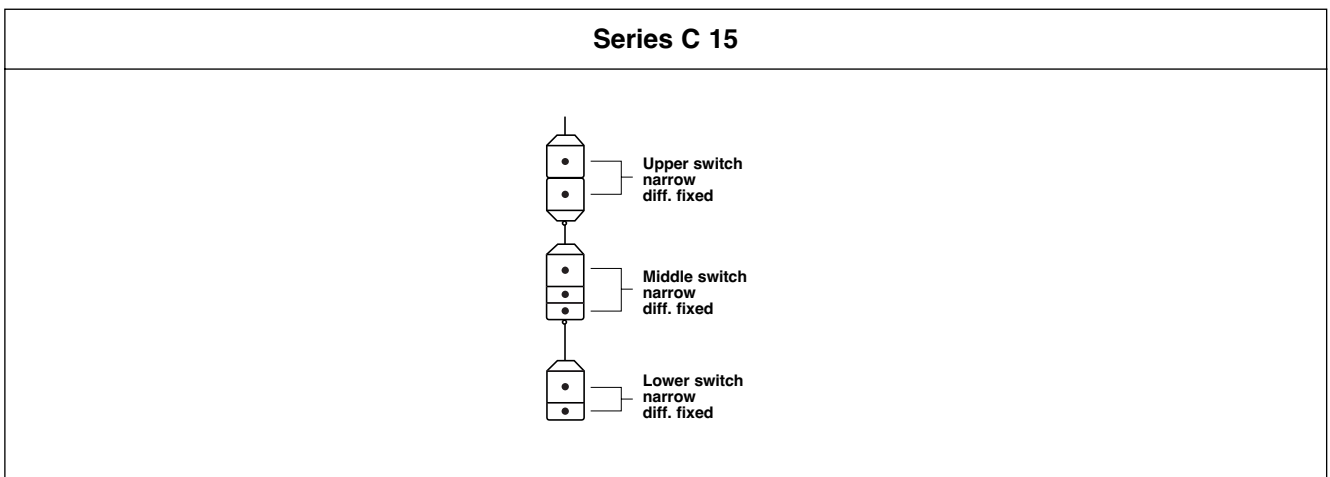 Series C 15
Upper switch
narrow
diff. fixed
Middle switch
narrow
diff. fixed
Lower switch
narrow
diff. fixed